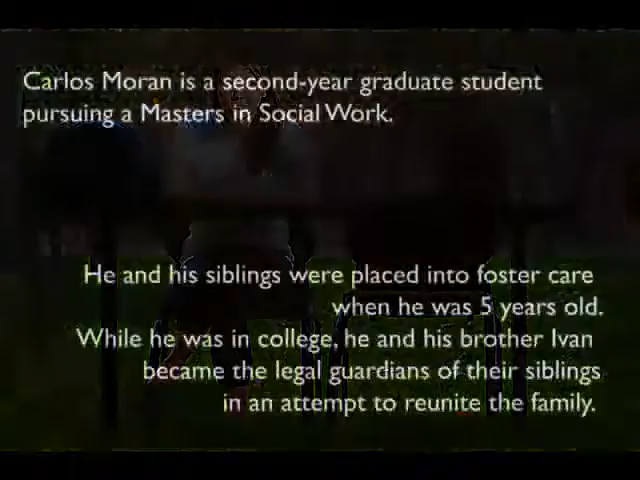 Carlos Moran is a second-year graduate student
pursuing a Masters in Social Work.
He and his siblings were placed into foster care
when he was 5 years old.
While he was in college, he and his brother Ivan
became the legal guardians of their siblings
in an attempt to reunite the family.